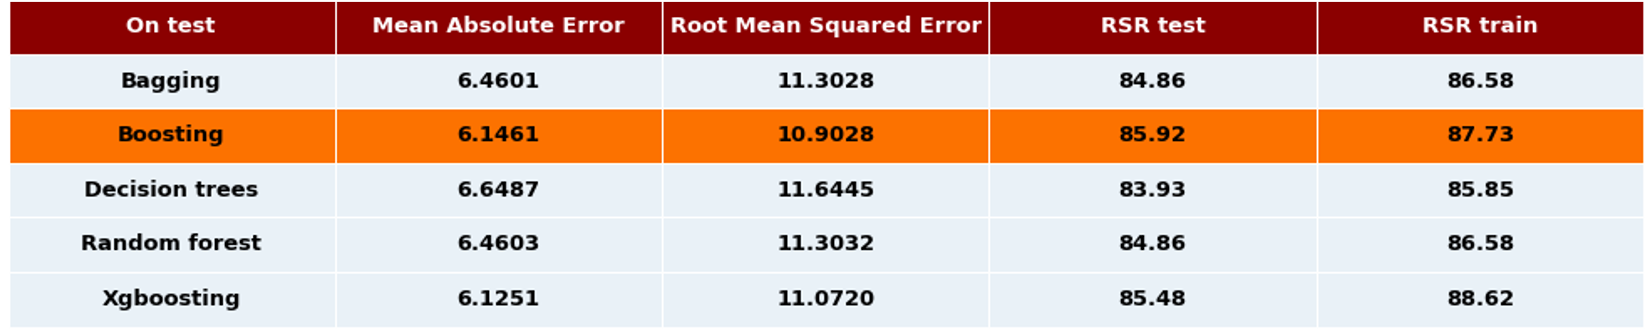 On test Mean Absolute Error Root Mean Squared Error RSR test RSR train
Bagging 6.4601 11.3028 84.86 86.58
Boosting 6.1461 10.9028 85.92 87.73
Decision trees 6.6487 11.6445 83.93 85.85
Random forest 6.4603 11.3032 84.86 86.58
Xgboosting 6.1251 11.0720 85.48 88.62